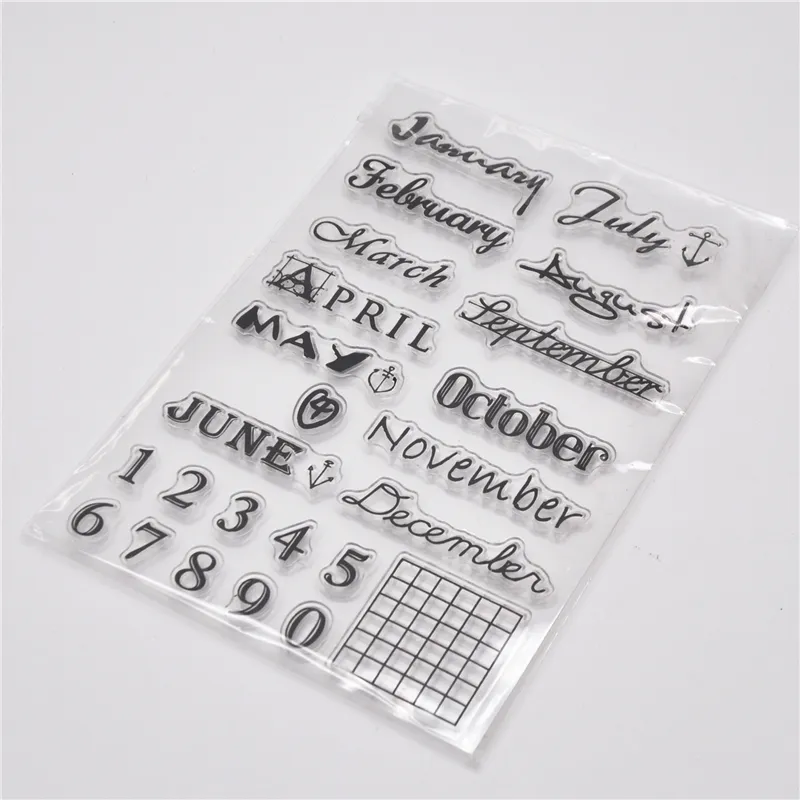 January
February
March
APRIL
MAY
JUNE
July
August
September
October
November
December
1 2 3 4 5
6 7 8 9 0